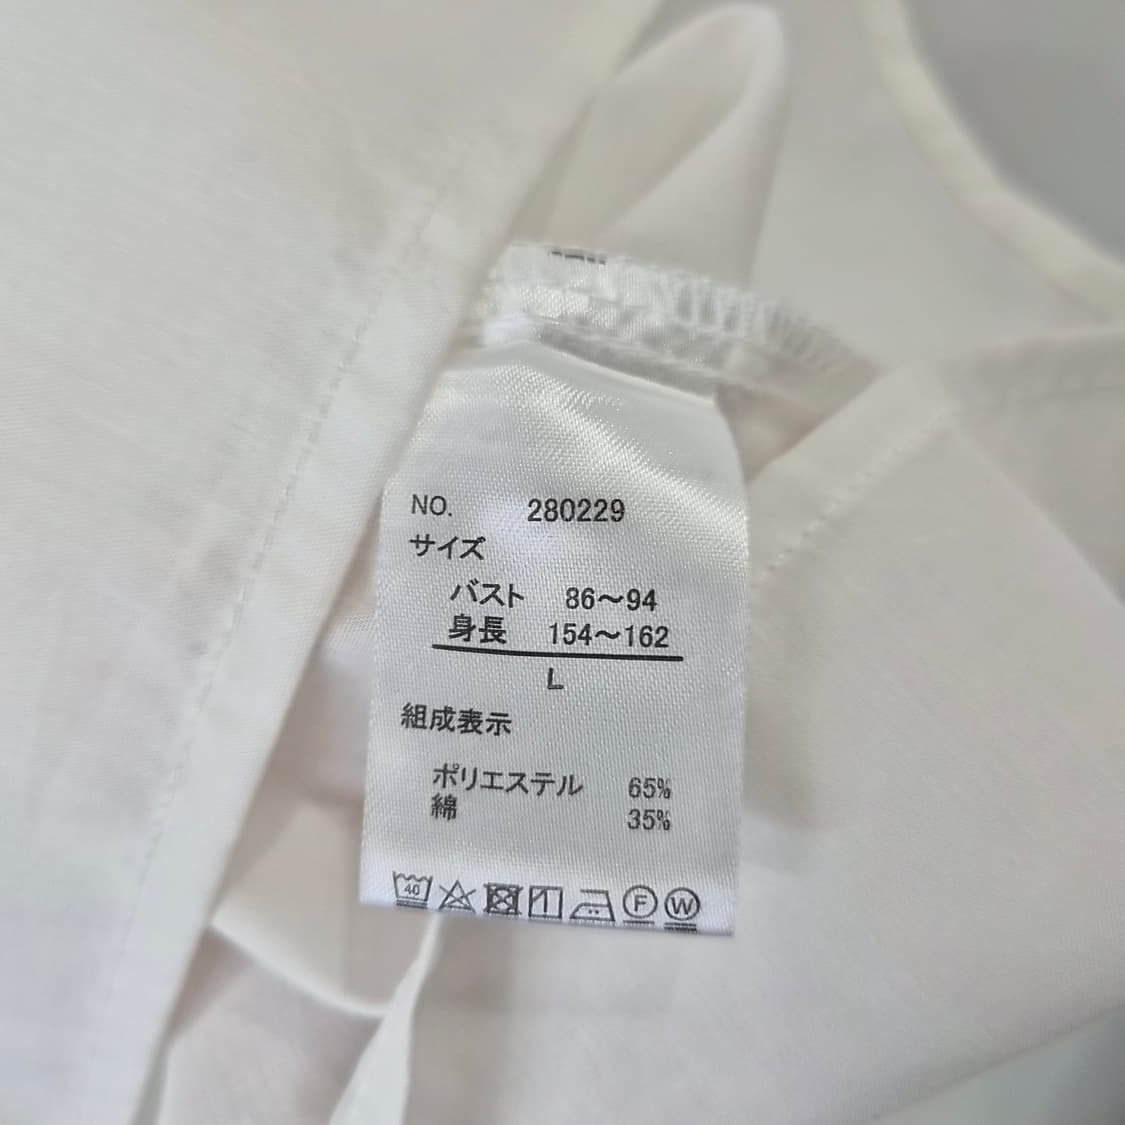 NO. 280229
サイズ
バスト 86～94
身長 154～162
L
組成表示
ポリエステル 65%
綿 35%
40 F W